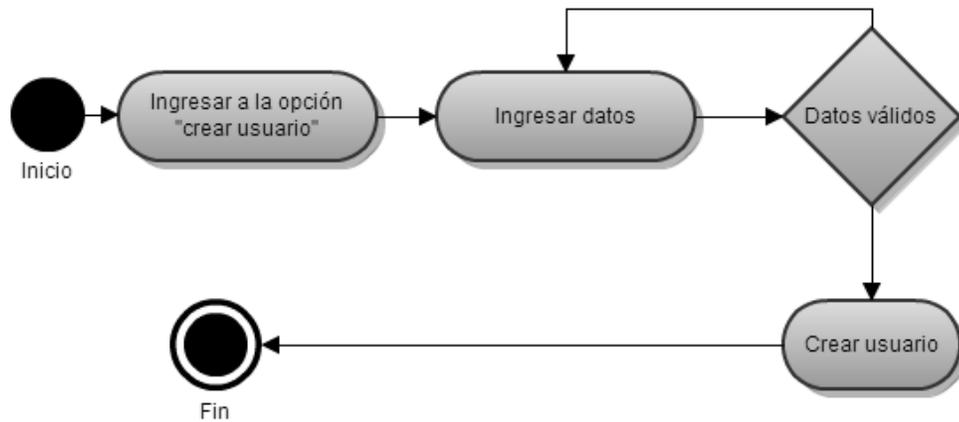 Inicio
Ingresar a la opción
"crear usuario"
Ingresar datos
Datos válidos
Crear usuario
Fin